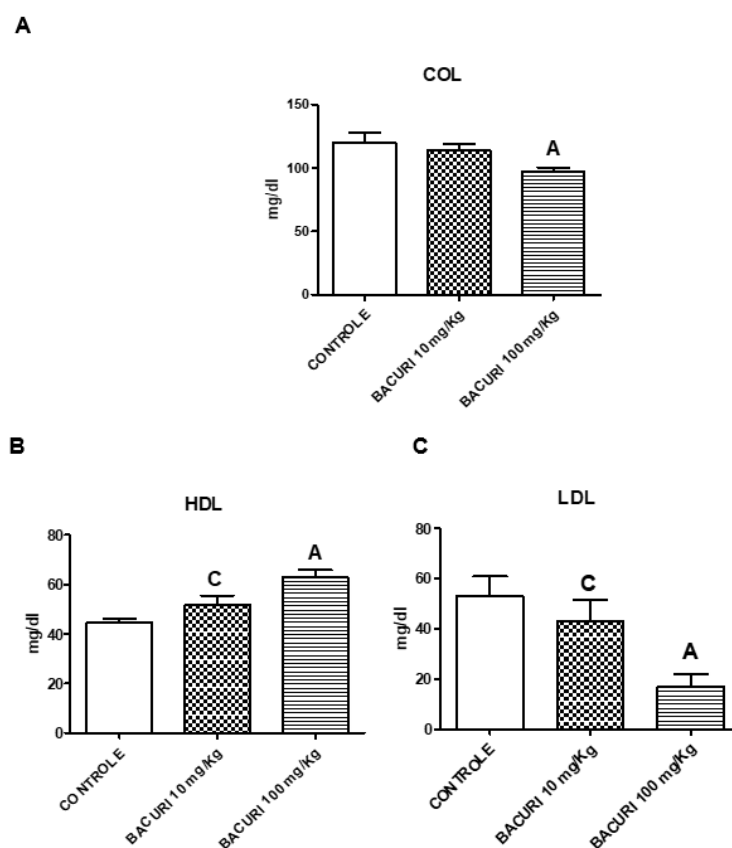 A
COL
150
100
50
0
mg/dl
A
CONTROLE
BACURI 10 mg/Kg
BACURI 100 mg/Kg
B
HDL
80
60
40
20
0
mg/dl
C
A
CONTROLE
BACURI 10 mg/Kg
BACURI 100 mg/Kg
C
LDL
80
60
40
20
0
mg/dl
C
A
CONTROLE
BACURI 10 mg/Kg
BACURI 100 mg/Kg